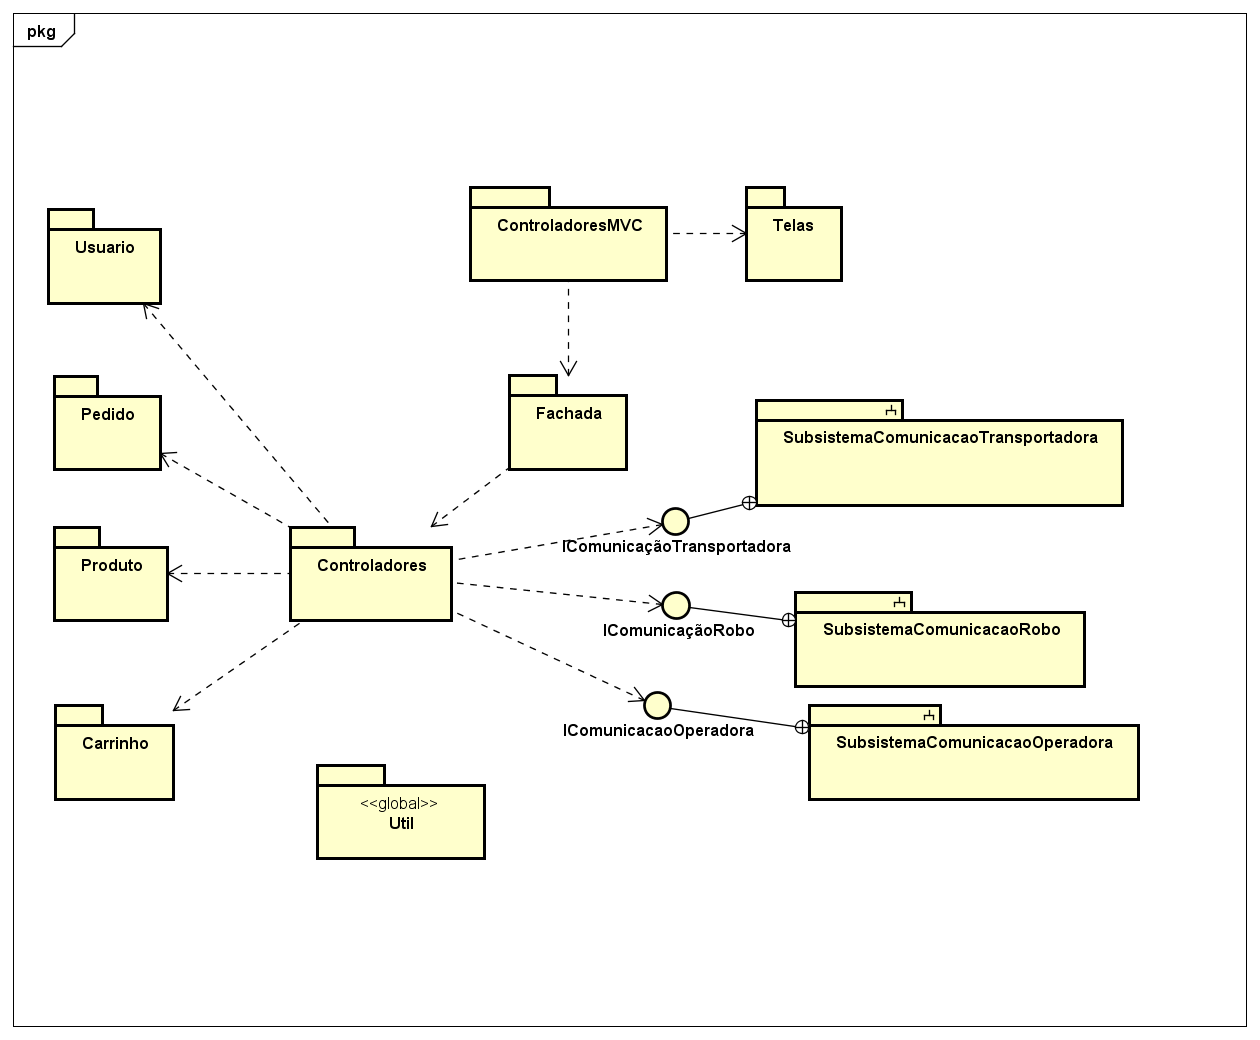 pkg
ControladoresMVC
Telas
Usuario
Pedido
Fachada
SubsistemaComunicacaoTransportadora
IComunicaçãoTransportadora
Produto
Controladores
IComunicaçãoRobo
SubsistemaComunicacaoRobo
IComunicacaoOperadora
SubsistemaComunicacaoOperadora
Carrinho
<<global>>
Util